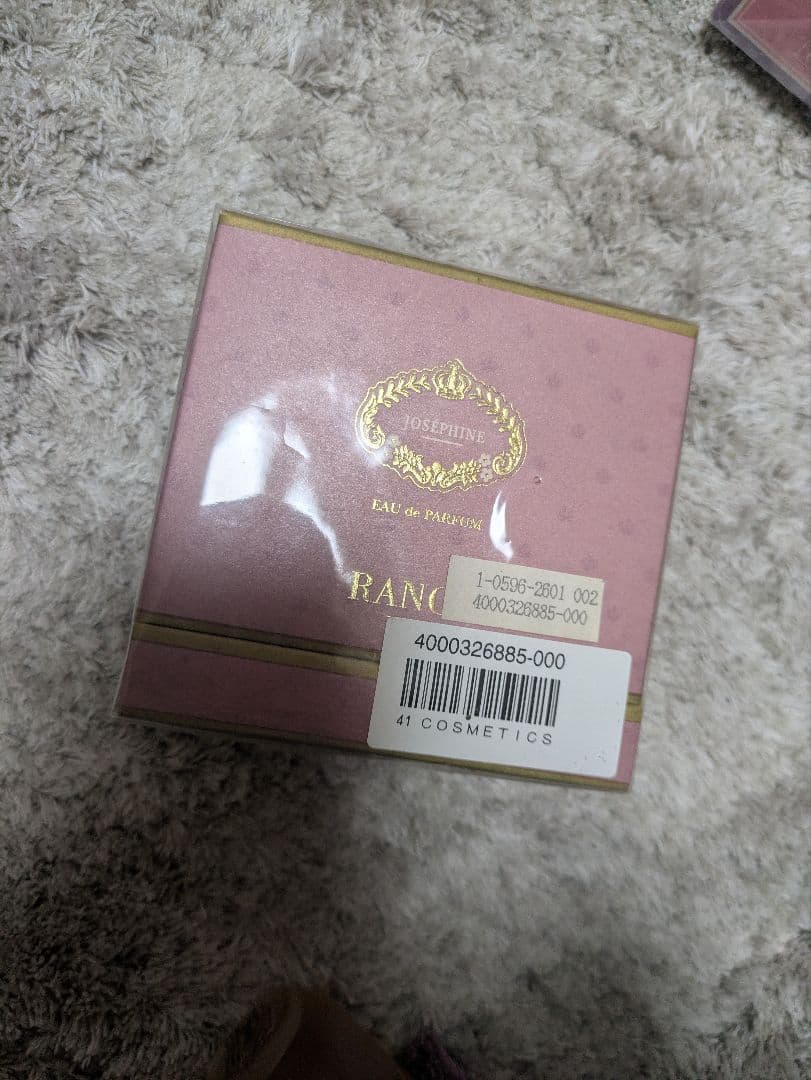 JOSÉPHINE
EAU de PARFUM
RANC
1-0596-2601 002
4000326885-000
4000326885-000
41 COSMETICS